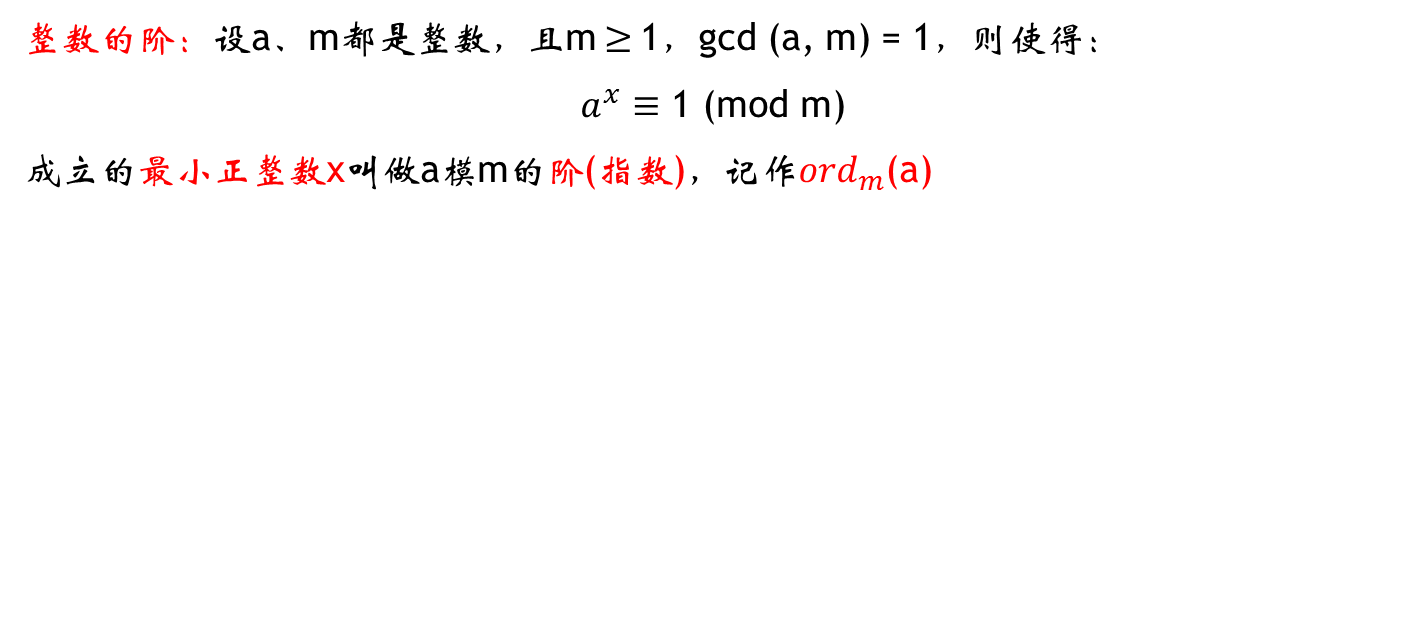 整数的阶：设a、m都是整数，且m ≥ 1，gcd (a, m) = 1，则使得：
aˣ ≡ 1 (mod m)
成立的最小正整数x叫做a模m的阶(指数)，记作ordₘ(a)